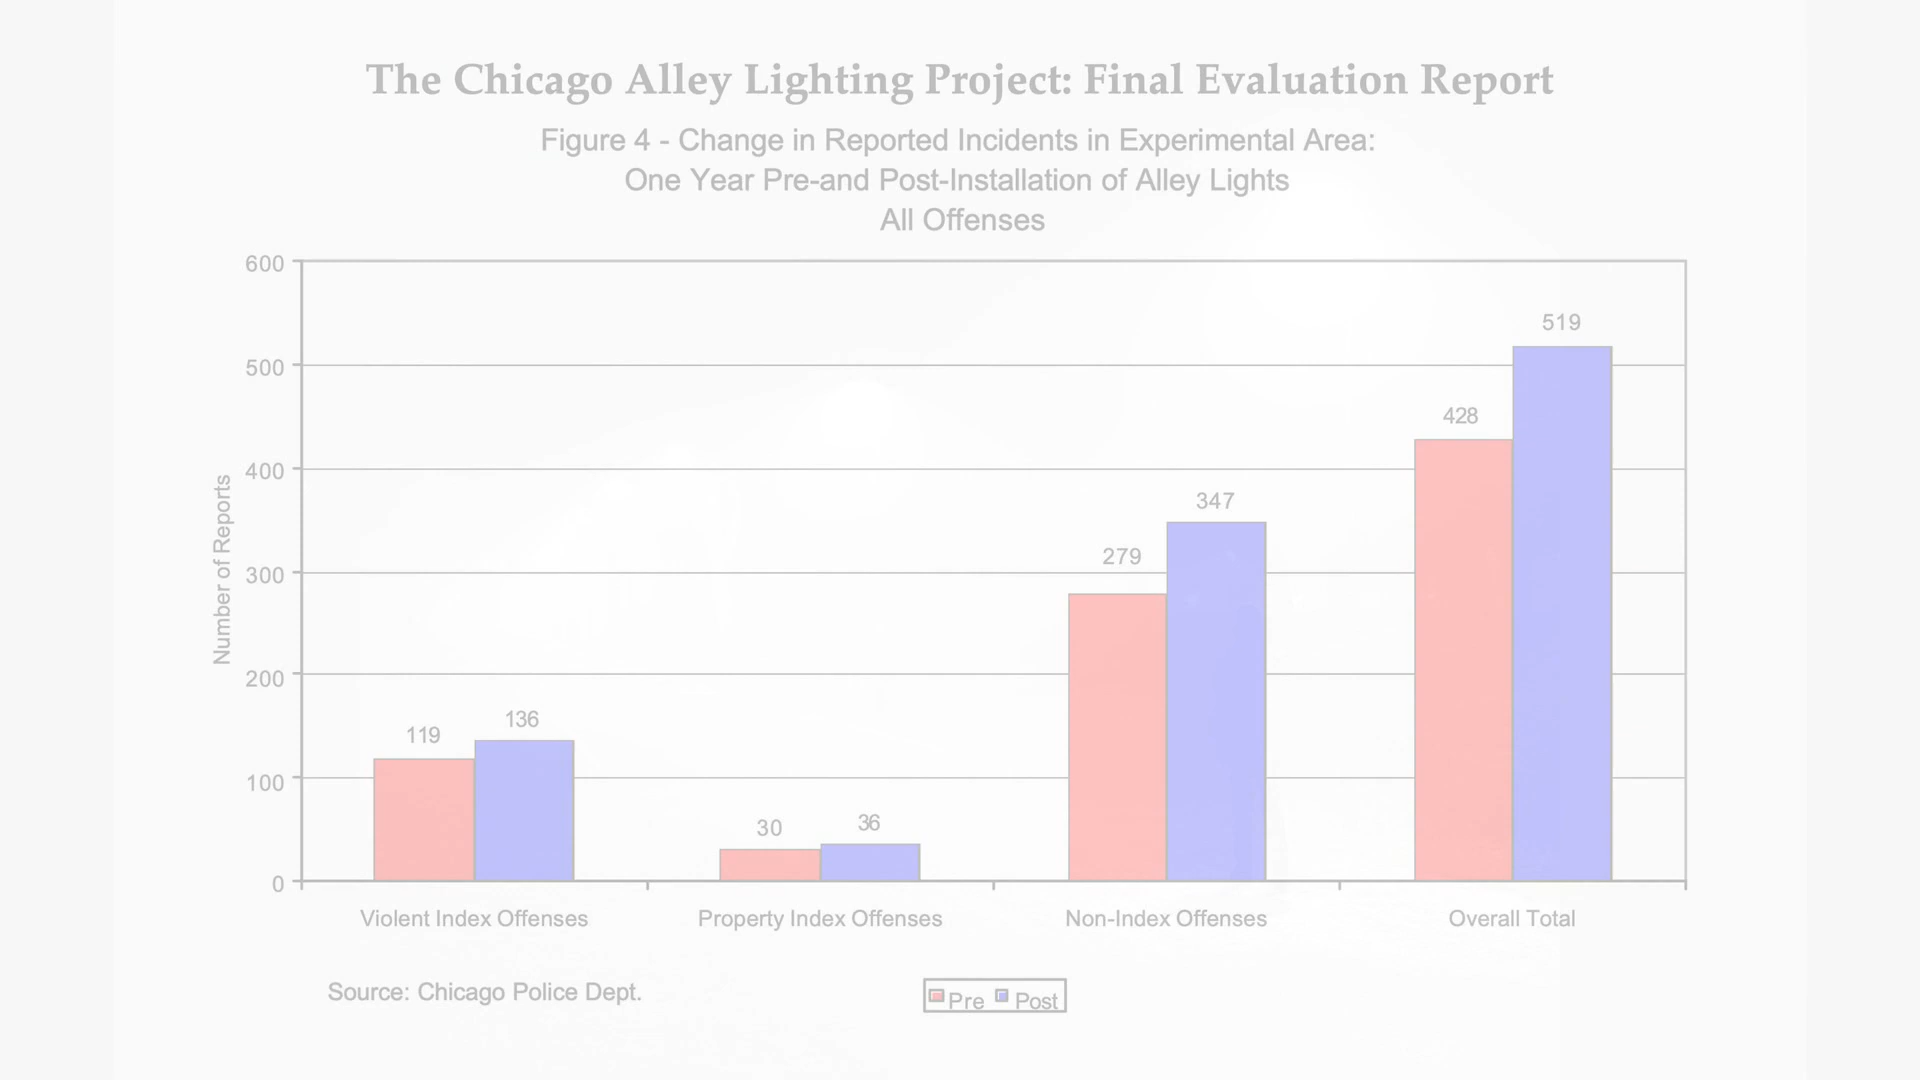 The Chicago Alley Lighting Project: Final Evaluation Report
Figure 4 - Change in Reported Incidents in Experimental Area:
One Year Pre-and Post-Installation of Alley Lights
All Offenses
600
500
400
300
200
100
0
Number of Reports
119
136
30
36
279
347
428
519
Violent Index Offenses
Property Index Offenses
Non-Index Offenses
Overall Total
Source: Chicago Police Dept.
Pre
Post